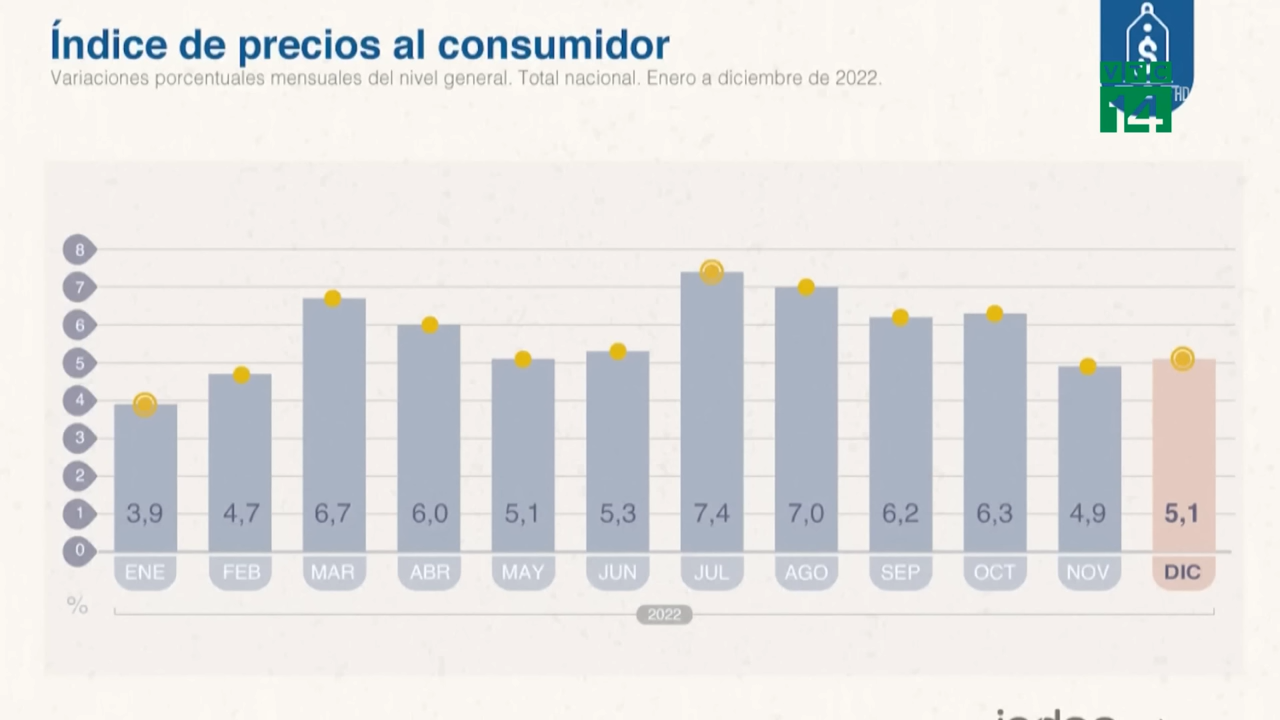 Índice de precios al consumidor
Variaciones porcentuales mensuales del nivel general. Total nacional. Enero a diciembre de 2022.
$
VTC
14
8
7
6
5
4
3
2
1
0
3,9 4,7 6,7 6,0 5,1 5,3 7,4 7,0 6,2 6,3 4,9 5,1
ENE FEB MAR ABR MAY JUN JUL AGO SEP OCT NOV DIC
%
2022